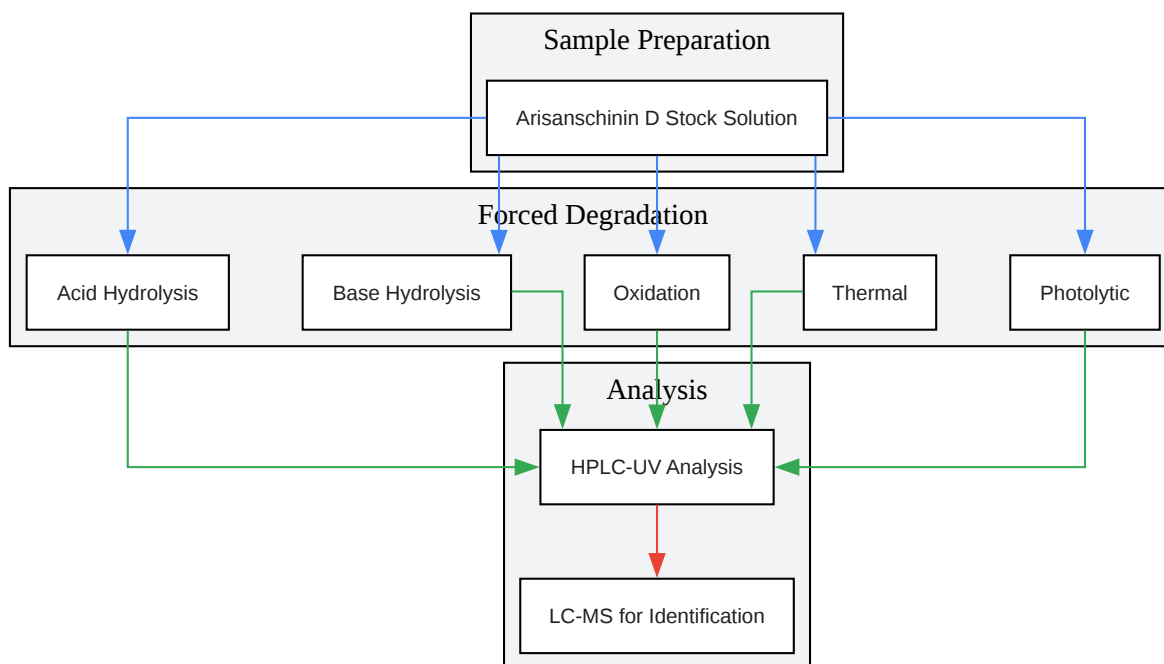 Sample Preparation
Arisanschinin D Stock Solution
Forced Degradation
Acid Hydrolysis
Base Hydrolysis
Oxidation
Thermal
Photolytic
Analysis
HPLC-UV Analysis
LC-MS for Identification